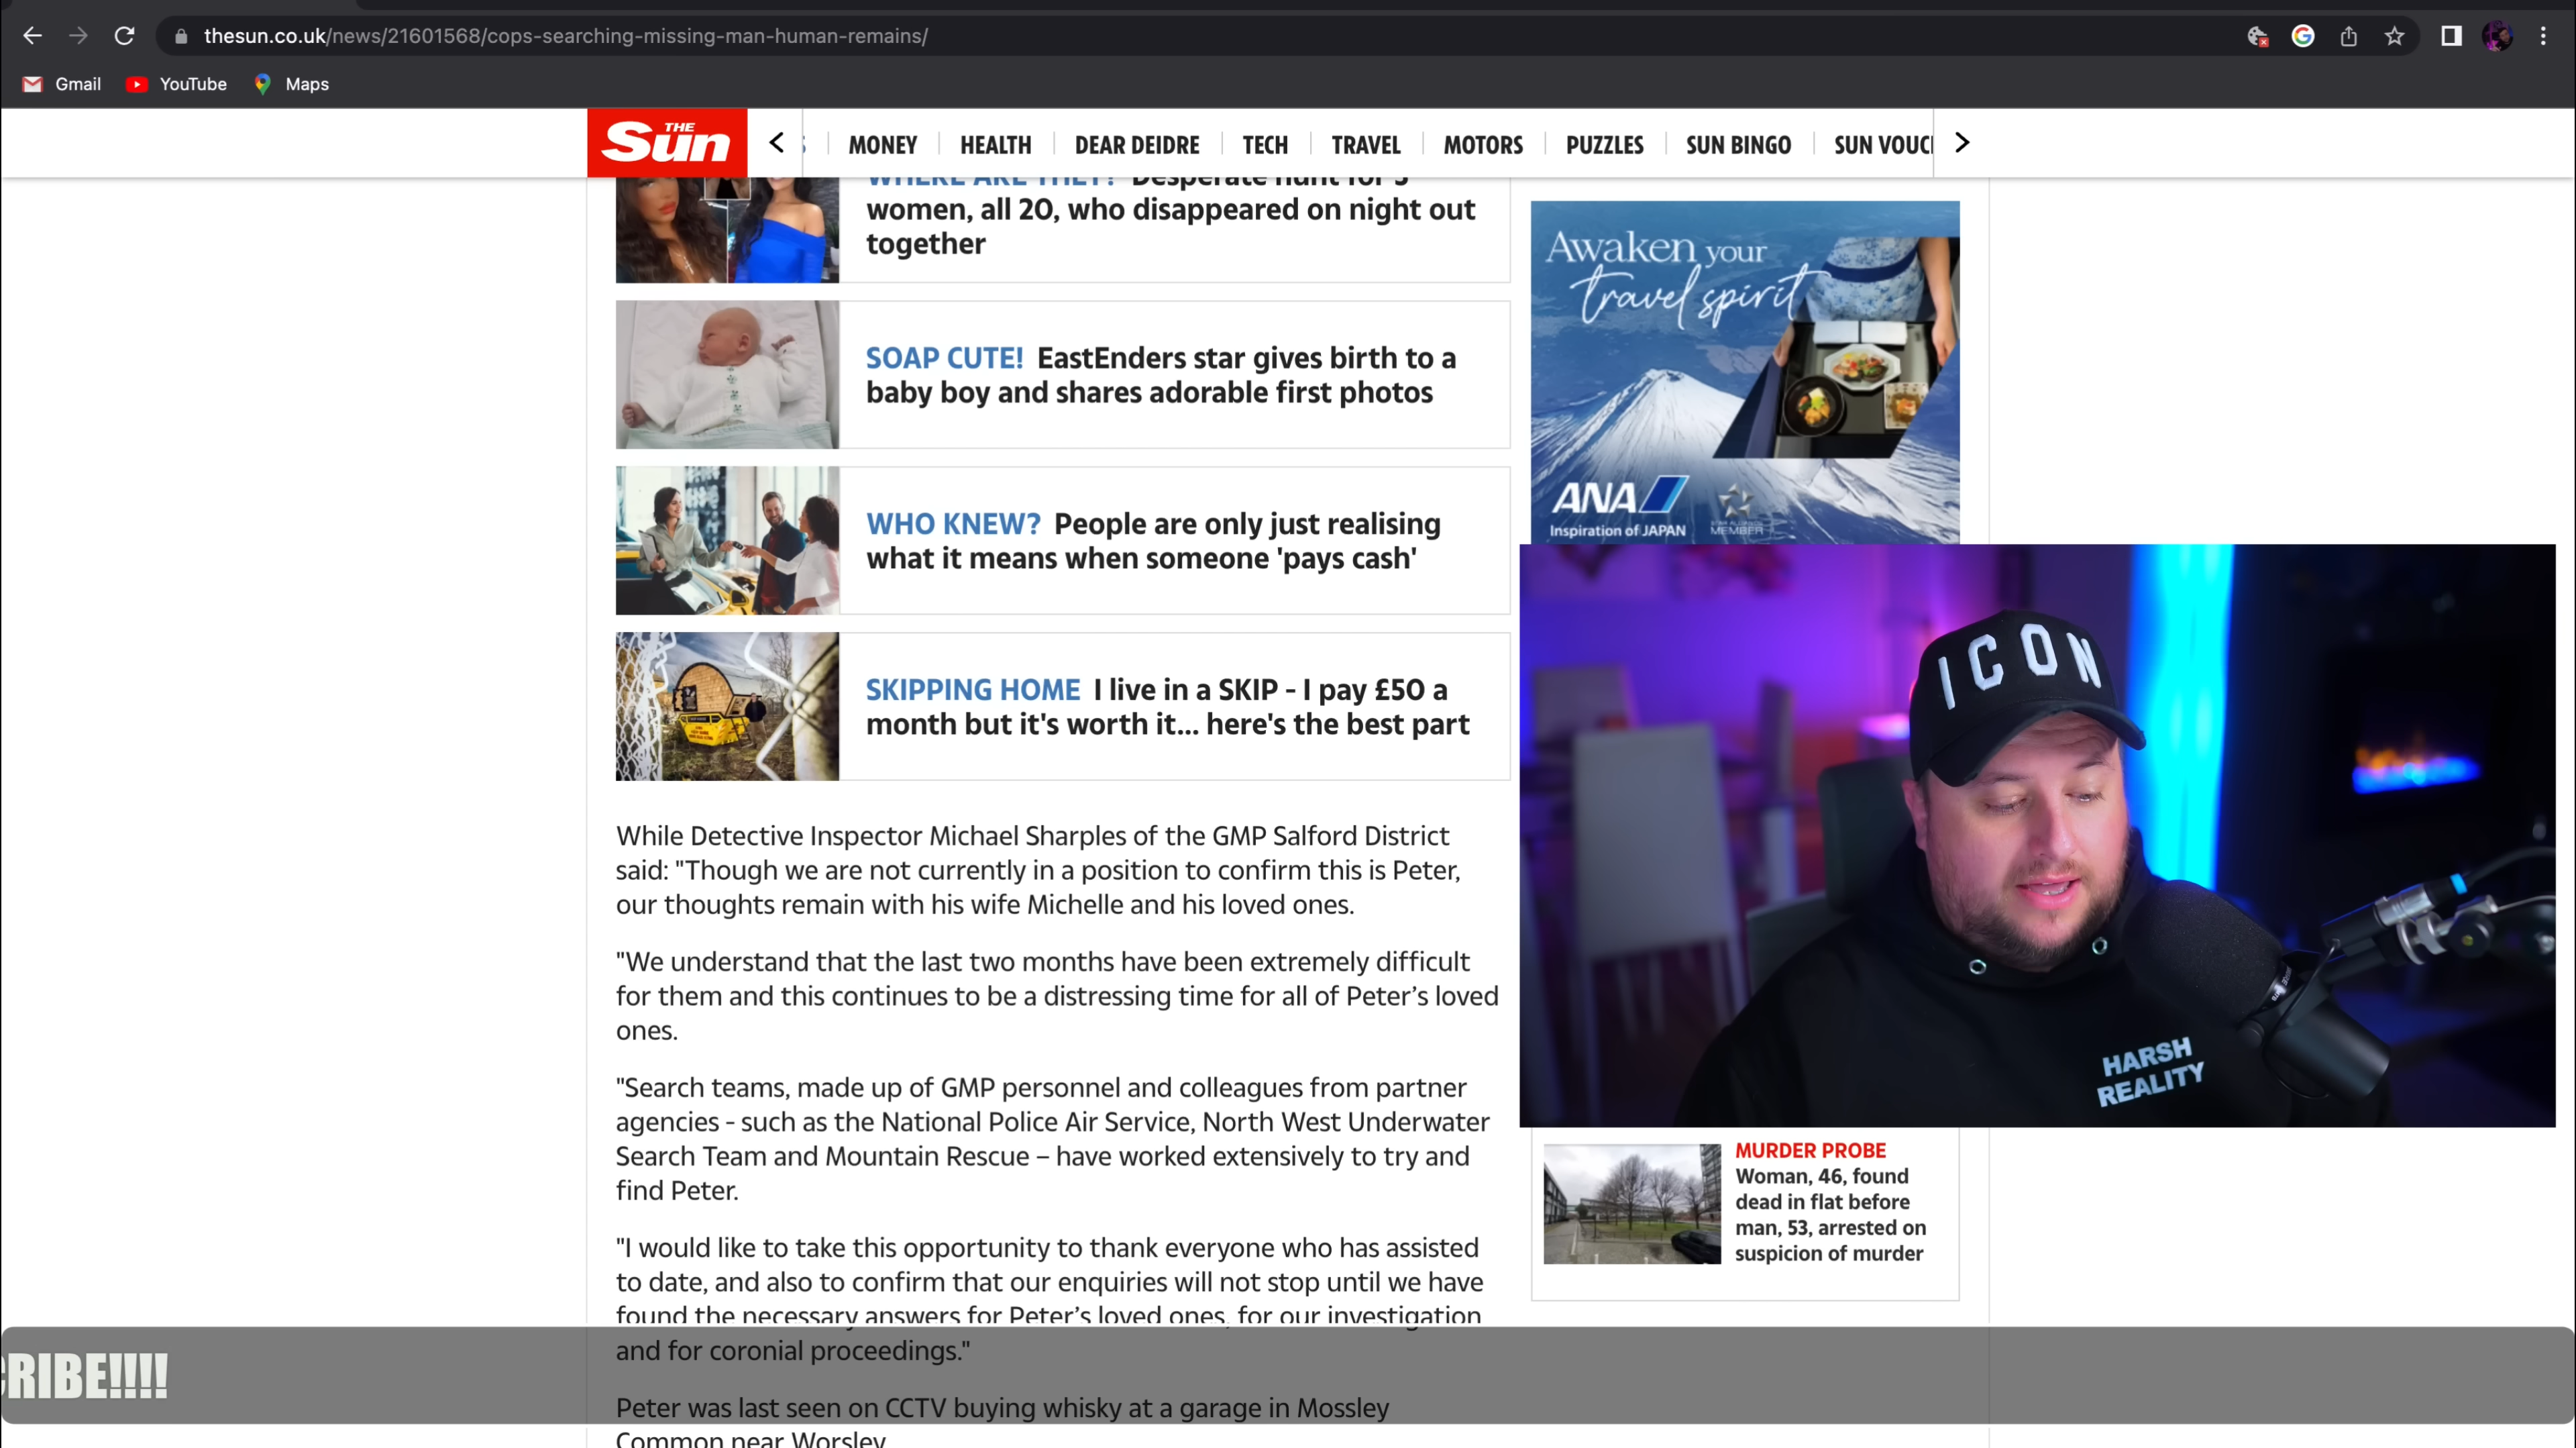 thesun.co.uk/news/21601568/cops-searching-missing-man-human-remains/
Gmail
YouTube
Maps
THE
Sun
MONEY
HEALTH
DEAR DEIDRE
TECH
TRAVEL
MOTORS
PUZZLES
SUN BINGO
SUN VOUC
WHERE ARE THEY? Desperate hunt for 3
women, all 20, who disappeared on night out
together
SOAP CUTE! EastEnders star gives birth to a
baby boy and shares adorable first photos
WHO KNEW? People are only just realising
what it means when someone 'pays cash'
SKIPPING HOME I live in a SKIP - I pay £50 a
month but it's worth it... here's the best part
While Detective Inspector Michael Sharples of the GMP Salford District
said: "Though we are not currently in a position to confirm this is Peter,
our thoughts remain with his wife Michelle and his loved ones.
"We understand that the last two months have been extremely difficult
for them and this continues to be a distressing time for all of Peter’s loved
ones.
"Search teams, made up of GMP personnel and colleagues from partner
agencies - such as the National Police Air Service, North West Underwater
Search Team and Mountain Rescue – have worked extensively to try and
find Peter.
"I would like to take this opportunity to thank everyone who has assisted
to date, and also to confirm that our enquiries will not stop until we have
found the necessary answers for Peter’s loved ones, for our investigation
and for coronial proceedings."
Peter was last seen on CCTV buying whisky at a garage in Mossley
Common near Worsley
Awaken your
travel spirit
ANA
Inspiration of JAPAN
STAR ALLIANCE
MEMBER
ICON
HARSH
REALITY
MURDER PROBE
Woman, 46, found
dead in flat before
man, 53, arrested on
suspicion of murder
CRIBE!!!!